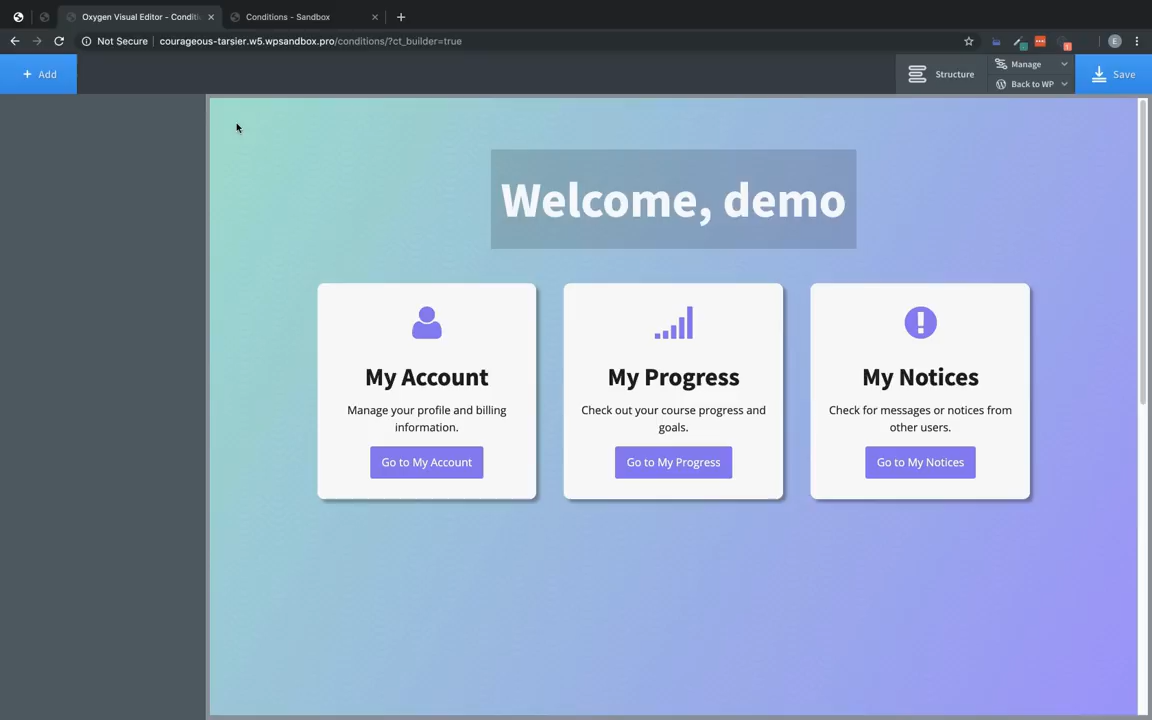 Oxygen Visual Editor - Conditi
Conditions - Sandbox
Not Secure
courageous-tarsier.w5.wpsandbox.pro/conditions/?ct_builder=true
E
+ Add
Structure
Manage
Back to WP
Save
Welcome, demo
My Account
Manage your profile and billing
information.
Go to My Account
My Progress
Check out your course progress and
goals.
Go to My Progress
My Notices
Check for messages or notices from
other users.
Go to My Notices